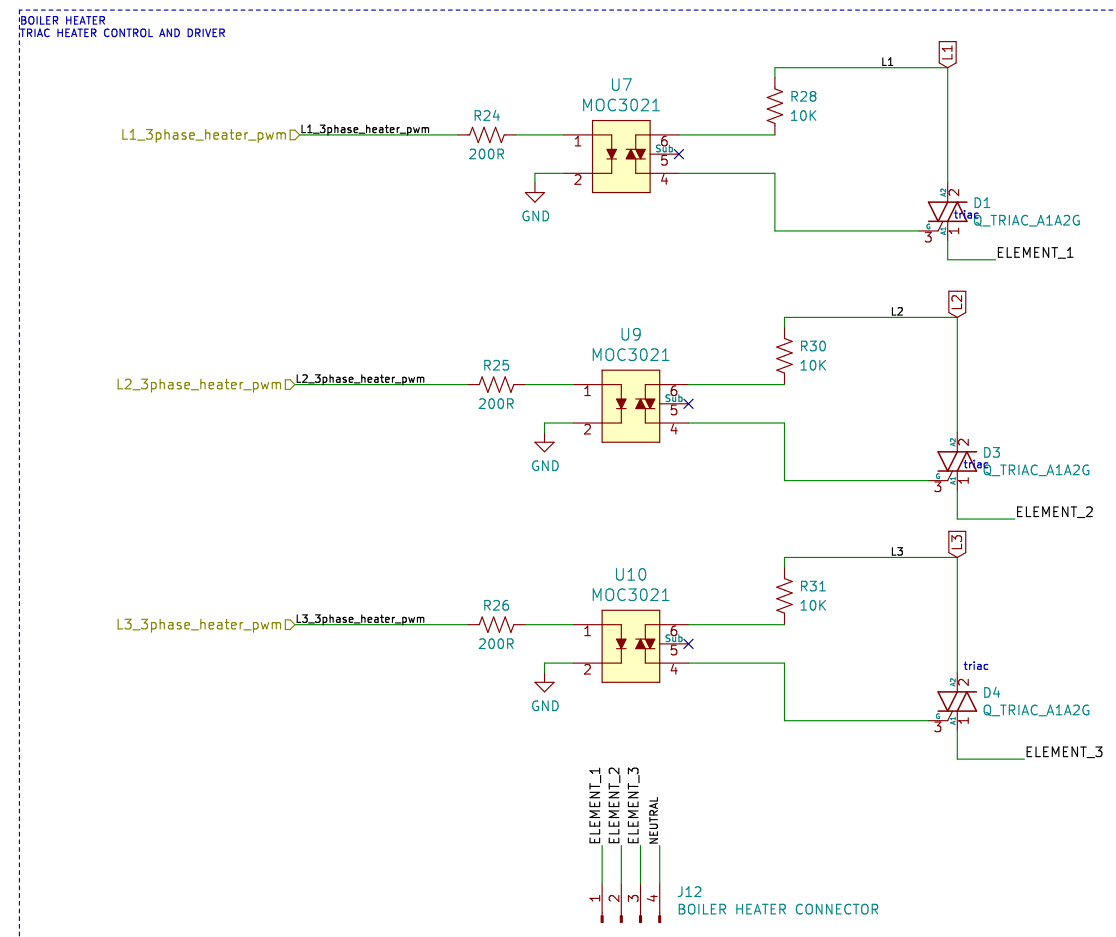 BOILER HEATER
TRIAC HEATER CONTROL AND DRIVER
L1
L1
U7
MOC3021
R28
10K
R24
L1_3phase_heater_pwm
L1_3phase_heater_pwm
200R
1
6
Sub
5
2
4
GND
A2
2
D1
triac
Q_TRIAC_A1A2G
G
3
A1
1
ELEMENT_1
L2
L2
U9
MOC3021
R30
10K
R25
L2_3phase_heater_pwm
L2_3phase_heater_pwm
200R
1
6
Sub
5
2
4
GND
A2
2
D3
triac
Q_TRIAC_A1A2G
G
3
A1
1
ELEMENT_2
L3
L3
U10
MOC3021
R31
10K
R26
L3_3phase_heater_pwm
L3_3phase_heater_pwm
200R
1
6
Sub
5
2
4
GND
triac
A2
2
D4
Q_TRIAC_A1A2G
G
3
A1
1
ELEMENT_3
ELEMENT_1
ELEMENT_2
ELEMENT_3
NEUTRAL
1
2
3
4
J12
BOILER HEATER CONNECTOR